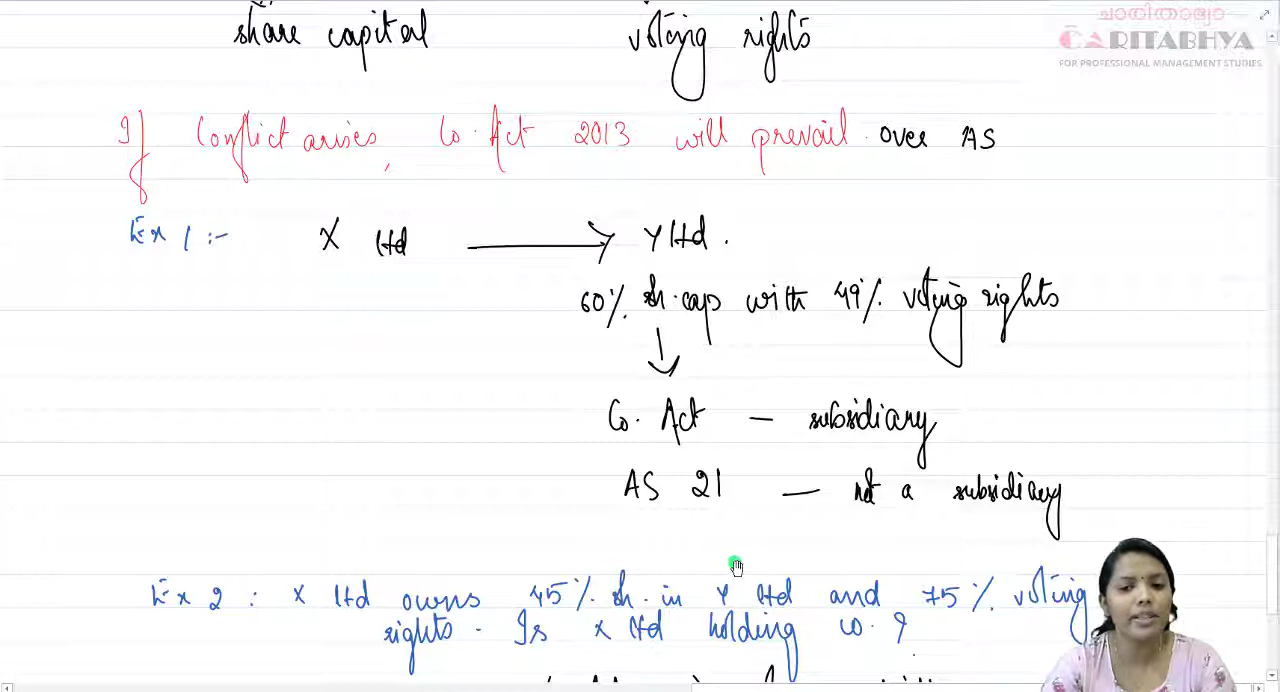 share capital voting rights
ചാരിതാഭ്യാ
CARITABHYA
FOR PROFESSIONAL MANAGEMENT STUDIES
If Conflict arises, Co. Act 2013 will prevail over AS
Ex 1 :- X ltd → Y ltd.
60% sh. cap with 49% voting rights
Co. Act — subsidiary
AS 21 — not a subsidiary
Ex 2 : X ltd owns 45% sh. in Y ltd and 75% voting
rights. Is X ltd holding co. ?